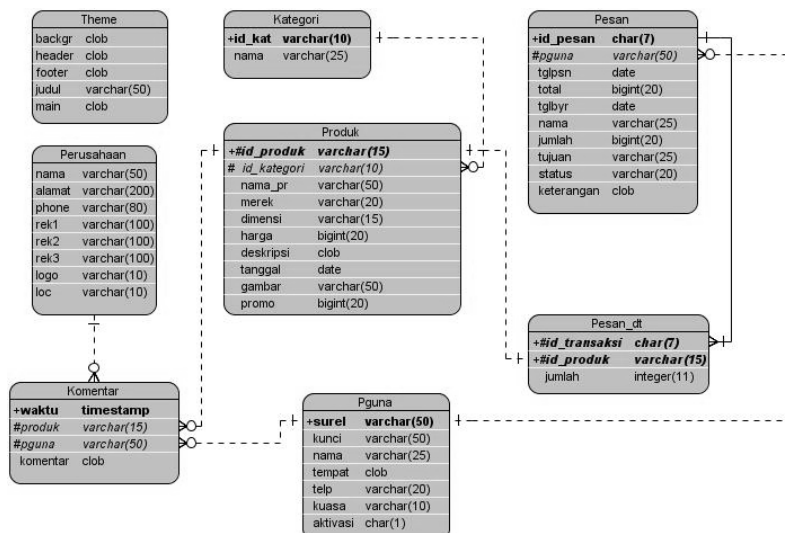 Theme
backgr clob
header clob
footer clob
judul varchar(50)
main clob
Kategori
+id_kat varchar(10)
nama varchar(25)
Pesan
+id_pesan char(7)
#pguna varchar(50)
tglpsn date
total bigint(20)
tglbyr date
nama varchar(25)
jumlah bigint(20)
tujuan varchar(25)
status varchar(20)
keterangan clob
Perusahaan
nama varchar(50)
alamat varchar(200)
phone varchar(80)
rek1 varchar(100)
rek2 varchar(100)
rek3 varchar(100)
logo varchar(10)
loc varchar(10)
Produk
+#id_produk varchar(15)
# id_kategori varchar(10)
nama_pr varchar(50)
merek varchar(20)
dimensi varchar(15)
harga bigint(20)
deskripsi clob
tanggal date
gambar varchar(50)
promo bigint(20)
Pesan_dt
+#id_transaksi char(7)
+#id_produk varchar(15)
jumlah integer(11)
Komentar
+waktu timestamp
#produk varchar(15)
#pguna varchar(50)
komentar clob
Pguna
+surel varchar(50)
kunci varchar(50)
nama varchar(25)
tempat clob
telp varchar(20)
kuasa varchar(10)
aktivasi char(1)